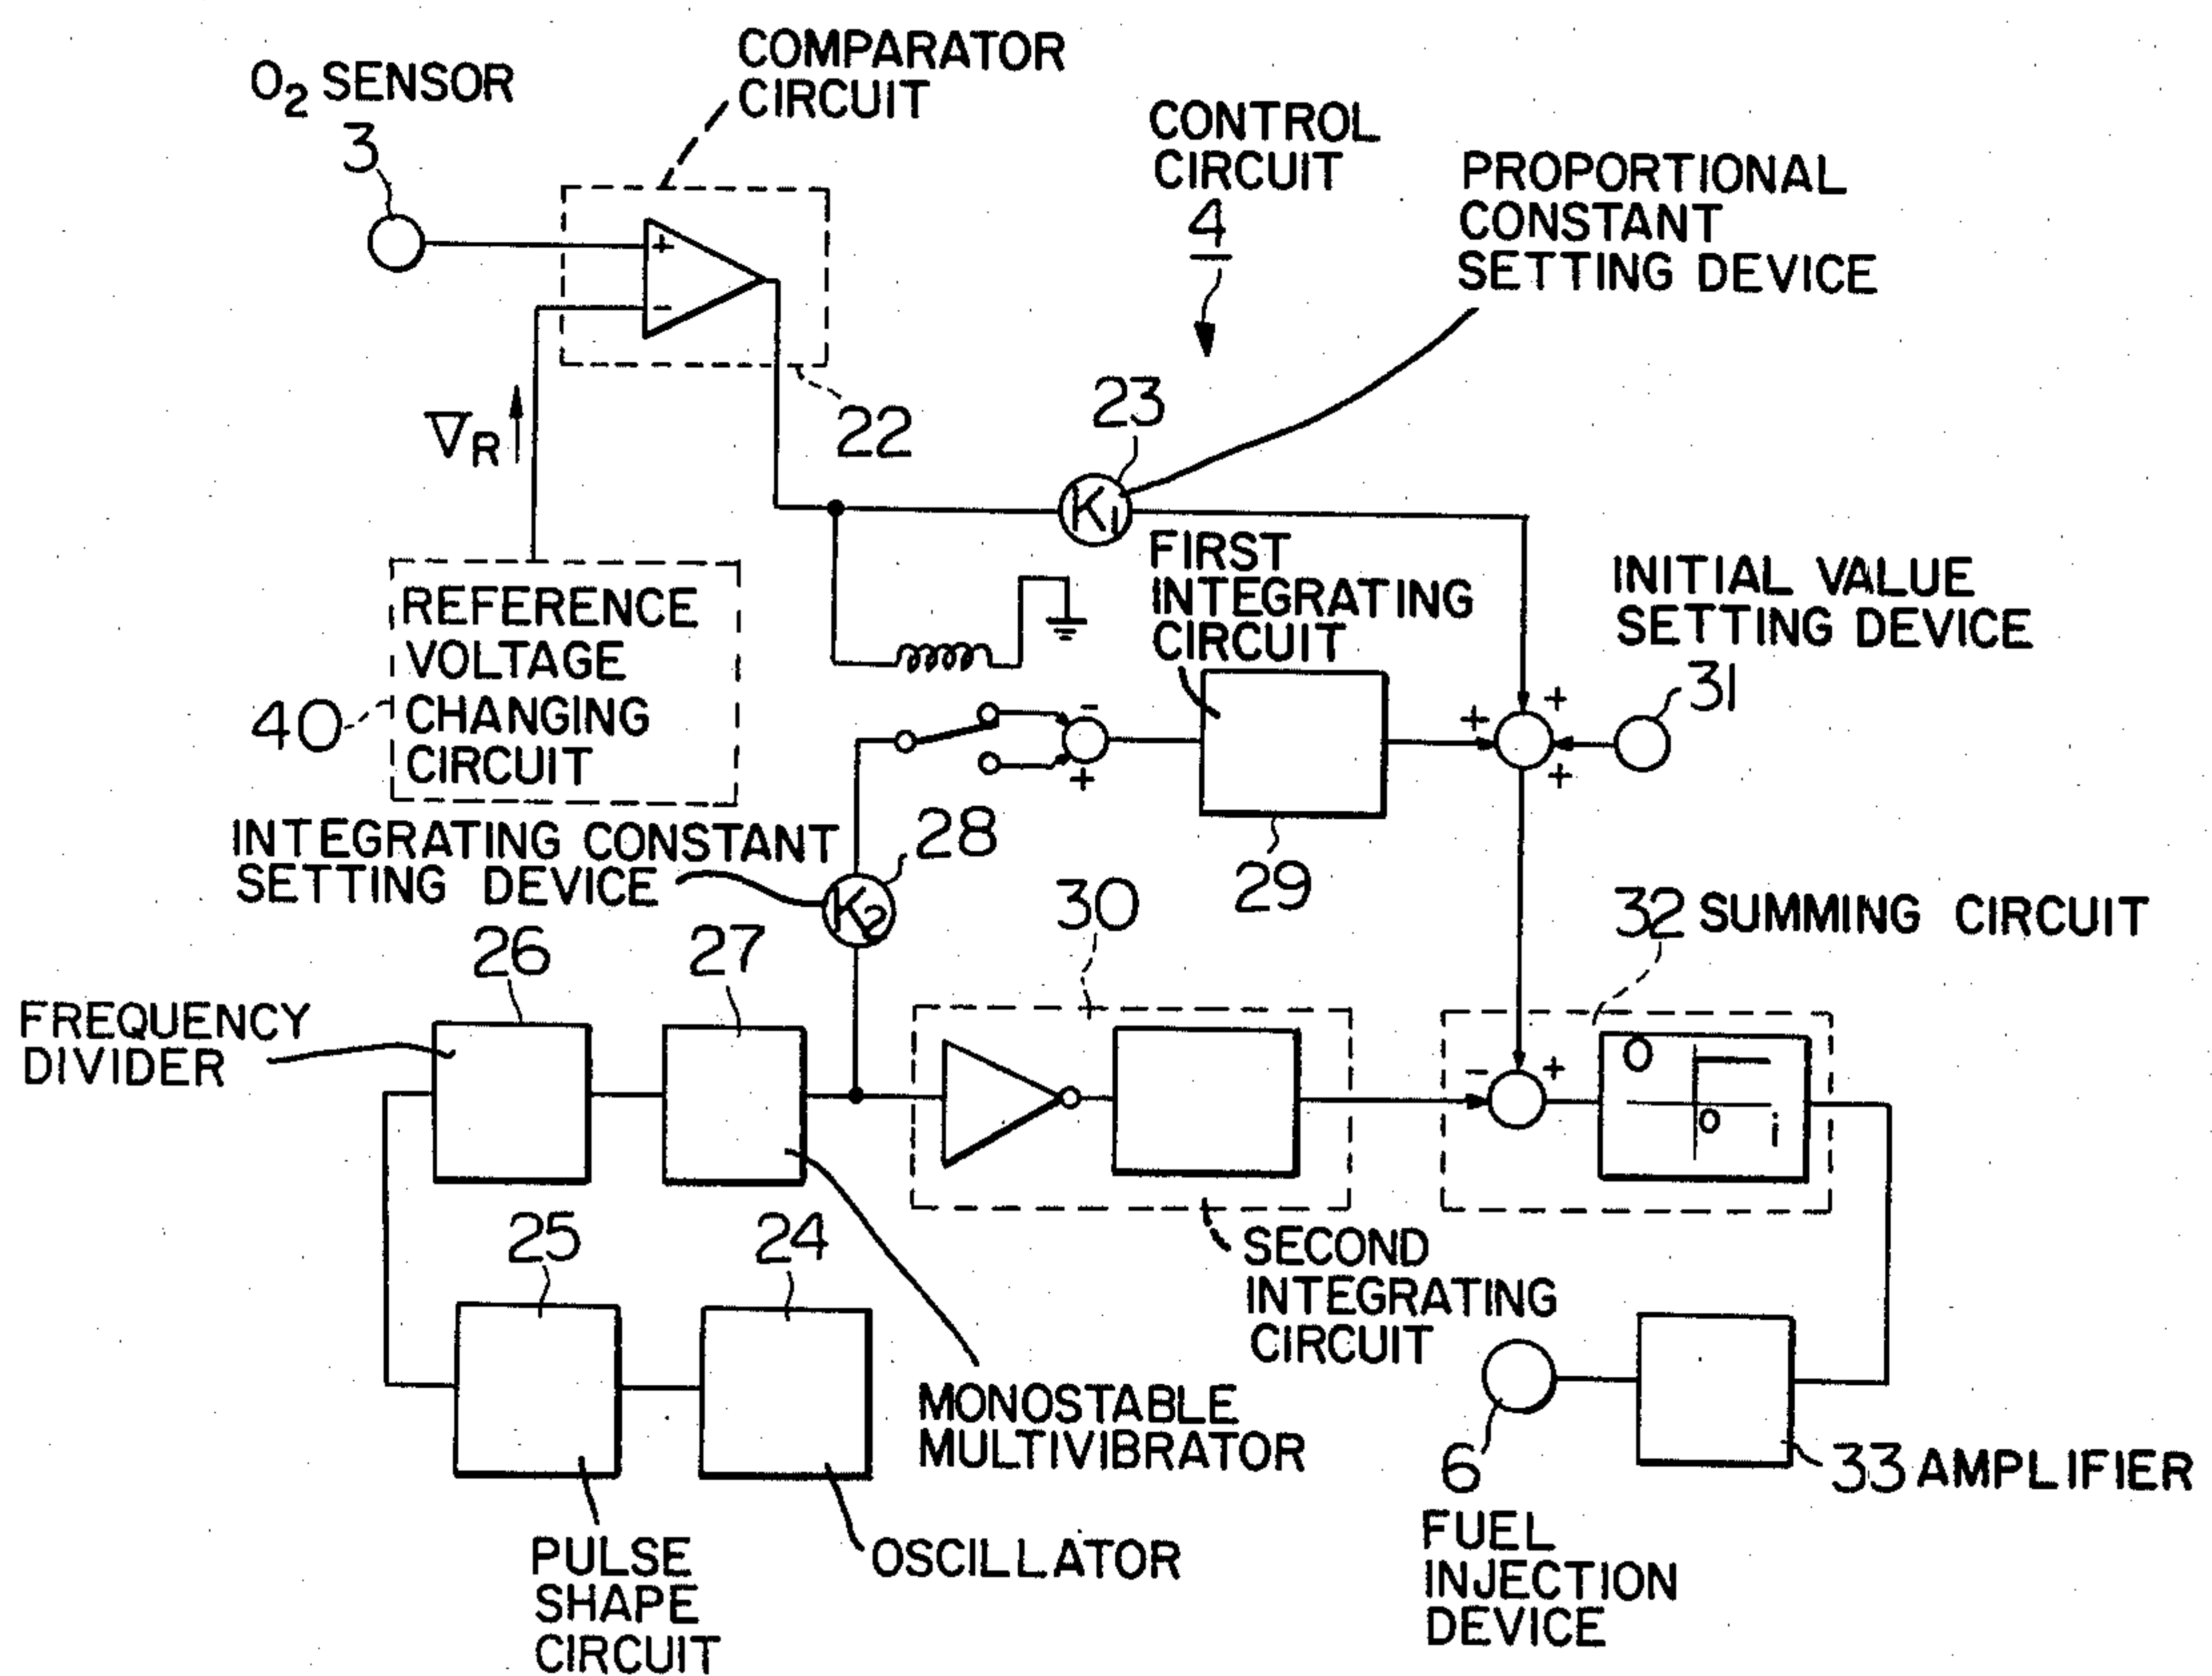 O₂ SENSOR
3
COMPARATOR
CIRCUIT
CONTROL
CIRCUIT
4
PROPORTIONAL
CONSTANT
SETTING DEVICE
+
-
22
VR
23
K1
REFERENCE
VOLTAGE
CHANGING
CIRCUIT
40
FIRST
INTEGRATING
CIRCUIT
INITIAL VALUE
SETTING DEVICE
31
-
+
+
+
+
29
INTEGRATING CONSTANT
SETTING DEVICE
28
K2
30
32 SUMMING CIRCUIT
26
27
FREQUENCY
DIVIDER
-
+
O
O
i
25
24
SECOND
INTEGRATING
CIRCUIT
MONOSTABLE
MULTIVIBRATOR
6
33 AMPLIFIER
FUEL
INJECTION
DEVICE
PULSE
SHAPE
CIRCUIT
OSCILLATOR